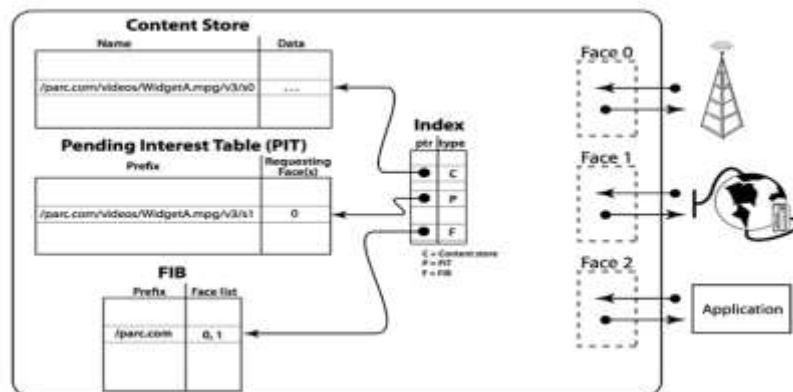 Content Store
Name Data
/parc.com/videos/WidgetA.mpg/v3/s0 ...
Pending Interest Table (PIT)
Prefix Requesting Face(s)
/parc.com/videos/WidgetA.mpg/v3/s1 0
FIB
Prefix Face list
/parc.com 0, 1
Index
ptr type
C
P
F
C = Content store
P = PIT
F = FIB
Face 0
Face 1
Face 2
Application